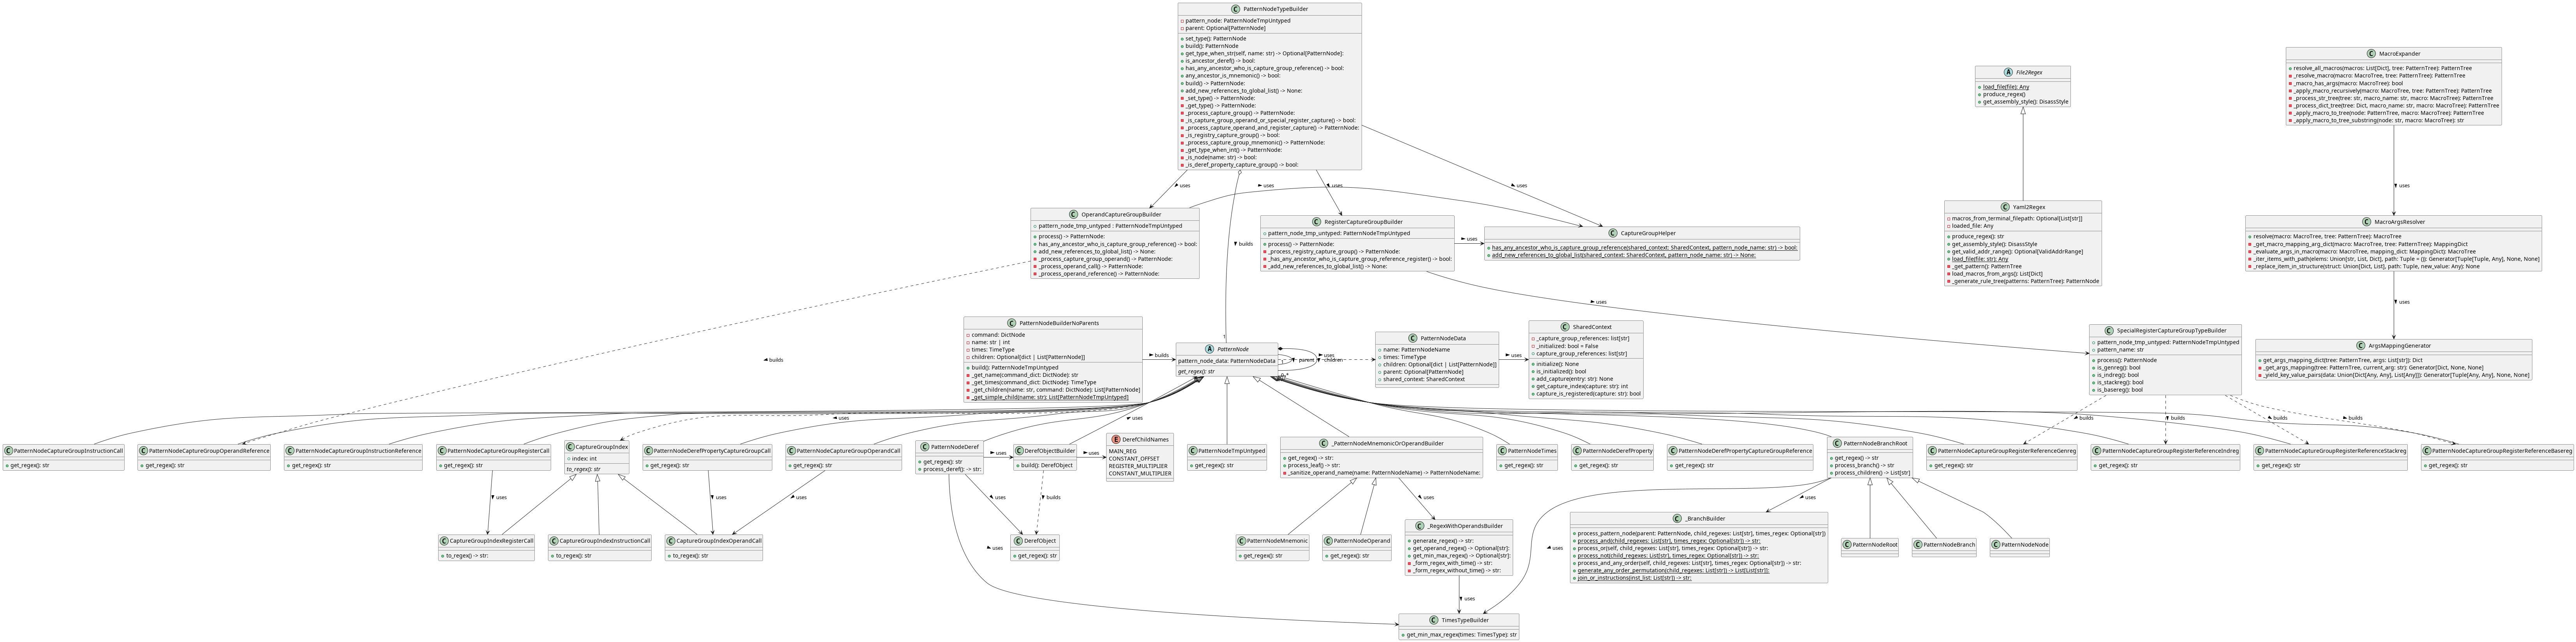 PatternNodeTypeBuilder
pattern_node: PatternNodeTmpUntyped
parent: Optional[PatternNode]
set_type(): PatternNode
build(): PatternNode
get_type_when_str(self, name: str) -> Optional[PatternNode]:
is_ancestor_deref() -> bool:
has_any_ancestor_who_is_capture_group_reference() -> bool:
any_ancestor_is_mnemonic() -> bool:
build() -> PatternNode:
add_new_references_to_global_list() -> None:
_set_type() -> PatternNode:
_get_type() -> PatternNode:
_process_capture_group() -> PatternNode:
_is_capture_group_operand_or_special_register_capture() -> bool:
_process_capture_operand_and_register_capture() -> PatternNode:
_is_registry_capture_group() -> bool:
_process_capture_group_mnemonic() -> PatternNode:
_get_type_when_int() -> PatternNode:
_is_node(name: str) -> bool:
_is_deref_property_capture_group() -> bool:
File2Regex
load_file(file): Any
produce_regex()
get_assembly_style(): DisassStyle
MacroExpander
resolve_all_macros(macros: List[Dict], tree: PatternTree): PatternTree
_resolve_macro(macro: MacroTree, tree: PatternTree): PatternTree
_macro_has_args(macro: MacroTree): bool
_apply_macro_recursively(macro: MacroTree, tree: PatternTree): PatternTree
_process_str_tree(tree: str, macro_name: str, macro: MacroTree): PatternTree
_process_dict_tree(tree: Dict, macro_name: str, macro: MacroTree): PatternTree
_apply_macro_to_tree(node: PatternTree, macro: MacroTree): PatternTree
_apply_macro_to_tree_substring(node: str, macro: MacroTree): str
uses
uses
uses
uses
uses
OperandCaptureGroupBuilder
pattern_node_tmp_untyped : PatternNodeTmpUntyped
process() -> PatternNode:
has_any_ancestor_who_is_capture_group_reference() -> bool:
add_new_references_to_global_list() -> None:
_process_capture_group_operand() -> PatternNode:
_process_operand_call() -> PatternNode:
_process_operand_reference() -> PatternNode:
builds
RegisterCaptureGroupBuilder
pattern_node_tmp_untyped: PatternNodeTmpUntyped
process() -> PatternNode:
_process_registry_capture_group() -> PatternNode:
_has_any_ancestor_who_is_capture_group_reference_register() -> bool:
_add_new_references_to_global_list() -> None:
uses
CaptureGroupHelper
has_any_ancestor_who_is_capture_group_reference(shared_context: SharedContext, pattern_node_name: str) -> bool:
add_new_references_to_global_list(shared_context: SharedContext, pattern_node_name: str) -> None:
Yaml2Regex
macros_from_terminal_filepath: Optional[List[str]]
loaded_file: Any
produce_regex(): str
get_assembly_style(): DisassStyle
get_valid_addr_range(): Optional[ValidAddrRange]
load_file(file: str): Any
_get_pattern(): PatternTree
load_macros_from_args(): List[Dict]
_generate_rule_tree(patterns: PatternTree): PatternNode
MacroArgsResolver
resolve(macro: MacroTree, tree: PatternTree): MacroTree
_get_macro_mapping_arg_dict(macro: MacroTree, tree: PatternTree): MappingDict
_evaluate_args_in_macro(macro: MacroTree, mapping_dict: MappingDict): MacroTree
_iter_items_with_path(elems: Union[str, List, Dict], path: Tuple = ()): Generator[Tuple[Tuple, Any], None, None]
_replace_item_in_structure(struct: Union[Dict, List], path: Tuple, new_value: Any): None
uses
uses
builds
PatternNodeBuilderNoParents
command: DictNode
name: str | int
times: TimeType
children: Optional[dict | List[PatternNode]]
build(): PatternNodeTmpUntyped
_get_name(command_dict: DictNode): str
_get_times(command_dict: DictNode): TimeType
_get_children(name: str, command: DictNode): List[PatternNode]
_get_simple_child(name: str): List[PatternNodeTmpUntyped]
builds
1
PatternNode
pattern_node_data: PatternNodeData
get_regex(): str
parent
uses
children
PatternNodeData
name: PatternNodeName
times: TimeType
children: Optional[dict | List[PatternNode]]
parent: Optional[PatternNode]
shared_context: SharedContext
uses
SharedContext
_capture_group_references: list[str]
_initialized: bool = False
capture_group_references: list[str]
initialize(): None
is_initialized(): bool
add_capture(entry: str): None
get_capture_index(capture: str): int
capture_is_registered(capture: str): bool
SpecialRegisterCaptureGroupTypeBuilder
pattern_node_tmp_untyped: PatternNodeTmpUntyped
pattern_name: str
process(): PatternNode
is_genreg(): bool
is_indreg(): bool
is_stackreg(): bool
is_basereg(): bool
ArgsMappingGenerator
get_args_mapping_dict(tree: PatternTree, args: List[str]): Dict
_get_args_mapping(tree: PatternTree, current_arg: str): Generator[Dict, None, None]
_yield_key_value_pairs(data: Union[Dict[Any, Any], List[Any]]): Generator[Tuple[Any, Any], None, None]
uses
uses
builds
builds
builds
builds
PatternNodeCaptureGroupInstructionCall
get_regex(): str
PatternNodeCaptureGroupOperandReference
get_regex(): str
PatternNodeCaptureGroupInstructionReference
get_regex(): str
PatternNodeCaptureGroupRegisterCall
get_regex(): str
CaptureGroupIndex
index: int
to_regex(): str
PatternNodeDerefPropertyCaptureGroupCall
get_regex(): str
PatternNodeCaptureGroupOperandCall
get_regex(): str
PatternNodeDeref
get_regex(): str
process_deref(): -> str:
uses
DerefObjectBuilder
build(): DerefObject
uses
DerefChildNames
MAIN_REG
CONSTANT_OFFSET
REGISTER_MULTIPLIER
CONSTANT_MULTIPLIER
PatternNodeTmpUntyped
get_regex(): str
_PatternNodeMnemonicOrOperandBuilder
get_regex() -> str:
process_leaf() -> str:
_sanitize_operand_name(name: PatternNodeName) -> PatternNodeName:
PatternNodeTimes
get_regex(): str
PatternNodeDerefProperty
get_regex(): str
PatternNodeDerefPropertyCaptureGroupReference
get_regex(): str
PatternNodeBranchRoot
get_regex() -> str
process_branch() -> str
process_children() -> List[str]
PatternNodeCaptureGroupRegisterReferenceGenreg
get_regex(): str
PatternNodeCaptureGroupRegisterReferenceIndreg
get_regex(): str
PatternNodeCaptureGroupRegisterReferenceStackreg
get_regex(): str
PatternNodeCaptureGroupRegisterReferenceBasereg
get_regex(): str
uses
uses
uses
uses
builds
uses
uses
uses
CaptureGroupIndexRegisterCall
to_regex() -> str:
CaptureGroupIndexInstructionCall
to_regex(): str
CaptureGroupIndexOperandCall
to_regex(): str
uses
DerefObject
get_regex(): str
PatternNodeMnemonic
get_regex(): str
PatternNodeOperand
get_regex(): str
_RegexWithOperandsBuilder
generate_regex() -> str:
get_operand_regex() -> Optional[str]:
get_min_max_regex() -> Optional[str]:
_form_regex_with_time() -> str:
_form_regex_without_time() -> str:
uses
_BranchBuilder
process_pattern_node(parent: PatternNode, child_regexes: List[str], times_regex: Optional[str])
process_and(child_regexes: List[str], times_regex: Optional[str]) -> str:
process_or(self, child_regexes: List[str], times_regex: Optional[str]) -> str:
process_not(child_regexes: List[str], times_regex: Optional[str]) -> str:
process_and_any_order(self, child_regexes: List[str], times_regex: Optional[str]) -> str:
generate_any_order_permutation(child_regexes: List[str]) -> List[List[str]]:
join_or_instructions(inst_list: List[str]) -> str:
PatternNodeRoot
PatternNodeBranch
PatternNodeNode
uses
TimesTypeBuilder
get_min_max_regex(times: TimeType): str